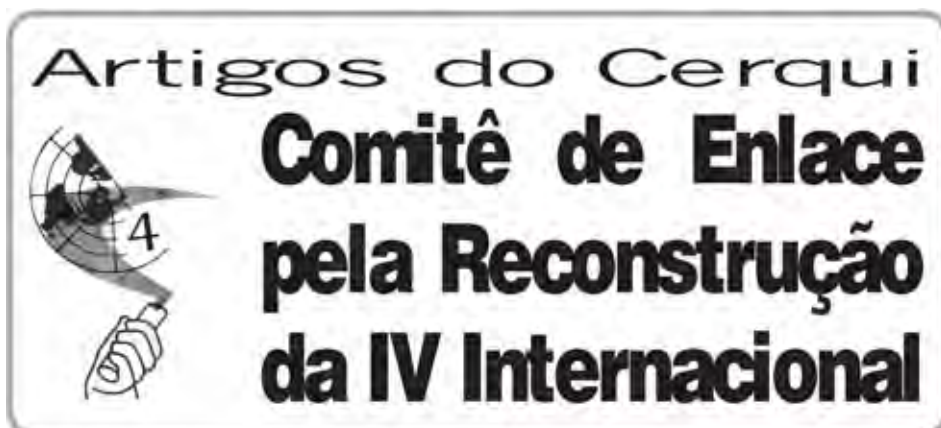 Artigos do Cerqui
Comitê de Enlace
pela Reconstrução
da IV Internacional
4